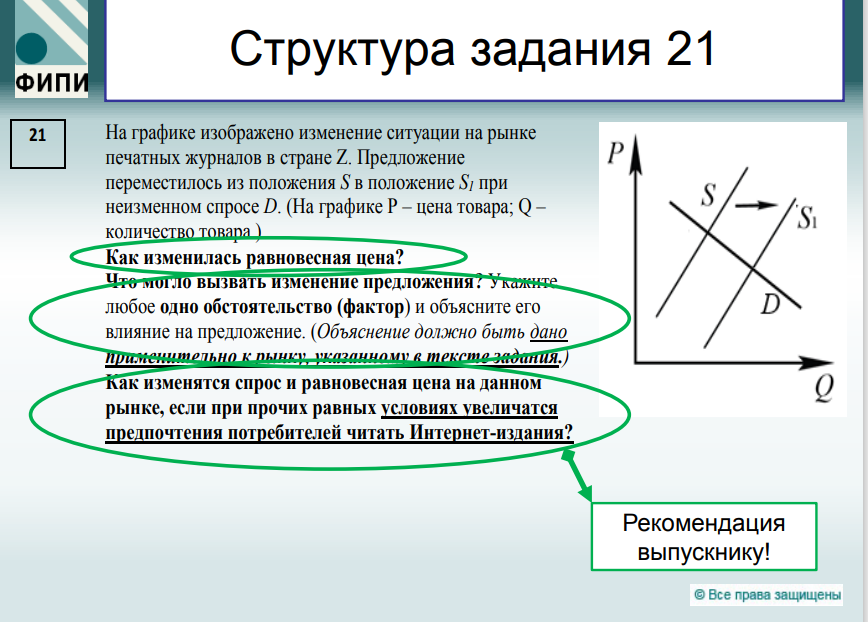 ФИПИ
Структура задания 21
21
На графике изображено изменение ситуации на рынке
печатных журналов в стране Z. Предложение
переместилось из положения S в положение S₁ при
неизменном спросе D. (На графике P – цена товара; Q –
количество товара.)
Как изменилась равновесная цена?
Что могло вызвать изменение предложения? Укажите
любое одно обстоятельство (фактор) и объясните его
влияние на предложение. (Объяснение должно быть дано
применительно к рынку, указанному в тексте задания.)
Как изменятся спрос и равновесная цена на данном
рынке, если при прочих равных условиях увеличатся
предпочтения потребителей читать Интернет-издания?
P
S
S₁
D
Q
Рекомендация
выпускнику!
© Все права защищены